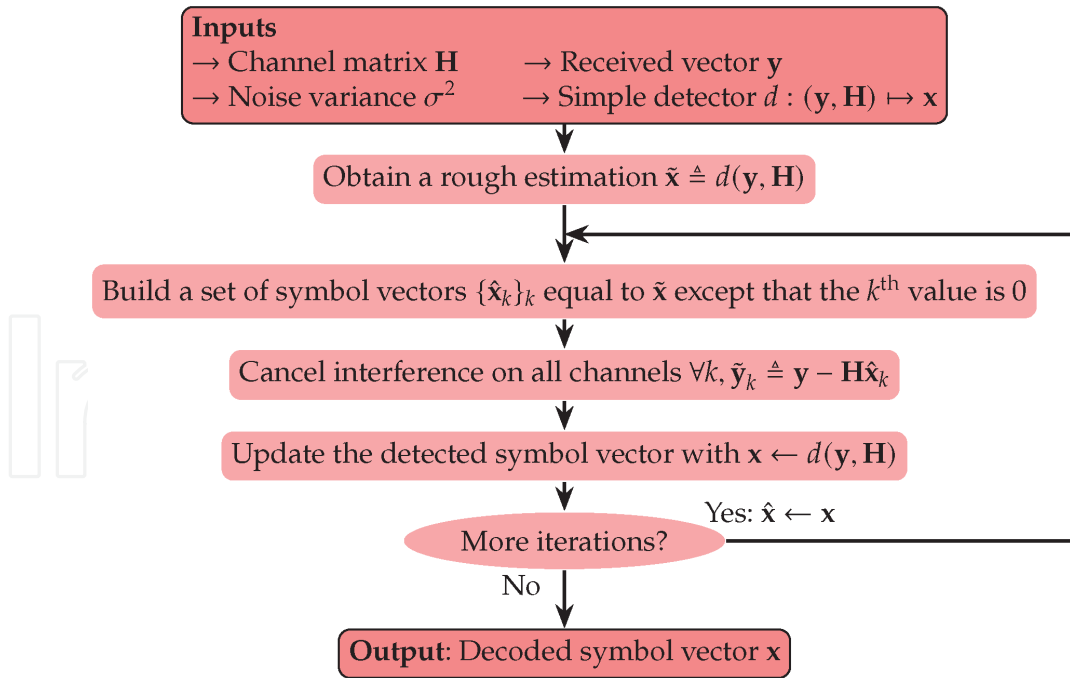 Inputs
→ Channel matrix H → Received vector y
→ Noise variance σ² → Simple detector d : (y, H) ↦ x
Obtain a rough estimation x̃ ≜ d(y, H)
Build a set of symbol vectors {x̂ₖ}ₖ equal to x̃ except that the kᵗʰ value is 0
Cancel interference on all channels ∀k, ỹₖ ≜ y − Hx̂ₖ
Update the detected symbol vector with x ← d(y, H)
Yes: x̂ ← x
More iterations?
No
Output: Decoded symbol vector x